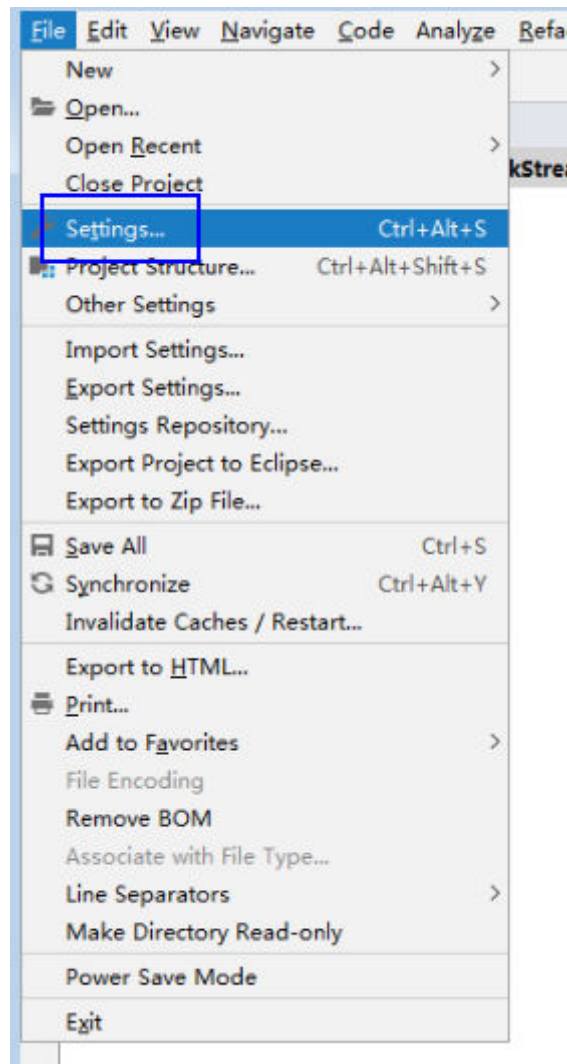 File Edit View Navigate Code Analyze Refa
New
Open...
Open Recent
Close Project
kStrea
Settings... Ctrl+Alt+S
Project Structure... Ctrl+Alt+Shift+S
Other Settings
Import Settings...
Export Settings...
Settings Repository...
Export Project to Eclipse...
Export to Zip File...
Save All Ctrl+S
Synchronize Ctrl+Alt+Y
Invalidate Caches / Restart...
Export to HTML...
Print...
Add to Favorites
File Encoding
Remove BOM
Associate with File Type...
Line Separators
Make Directory Read-only
Power Save Mode
Exit